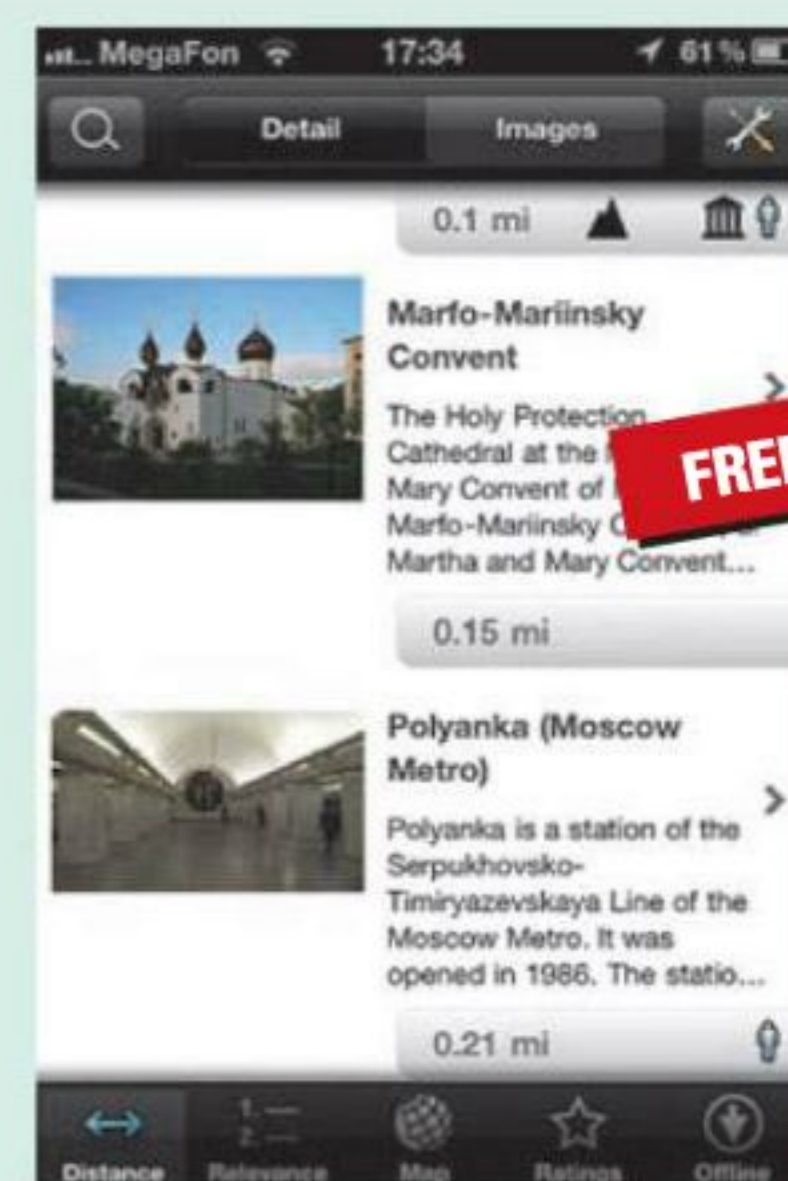 MegaFon 17:34 61 %
Detail Images
0.1 mi
Marfo-Mariinsky
Convent
The Holy Protection
Cathedral at the
Mary Convent of
Marfo-Mariinsky
Martha and Mary Convent...
FREE
0.15 mi
Polyanka (Moscow
Metro)
Polyanka is a station of the
Serpukhovsko-
Timiryazevskaya Line of the
Moscow Metro. It was
opened in 1986. The statio...
0.21 mi
1.
2.
Distance Relevance Map Ratings Offline